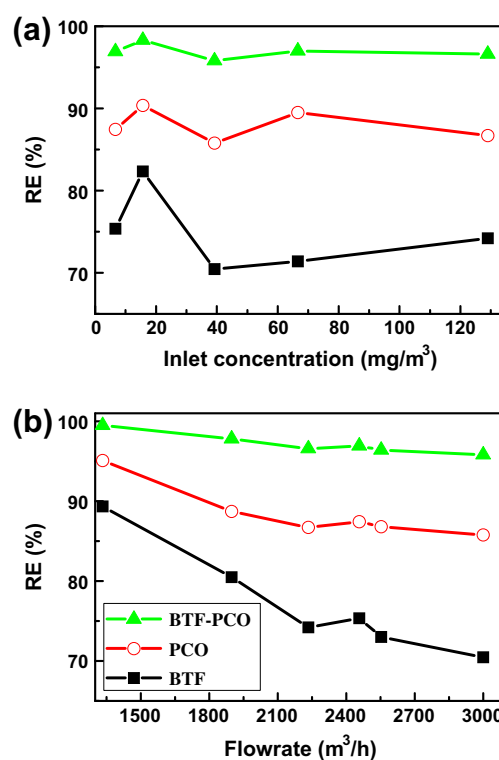 (a)
100
90
80
70
RE (%)
0 20 40 60 80 100 120
Inlet concentration (mg/m³)
(b)
100
90
80
70
RE (%)
BTF-PCO
PCO
BTF
1500 1800 2100 2400 2700 3000
Flowrate (m³/h)